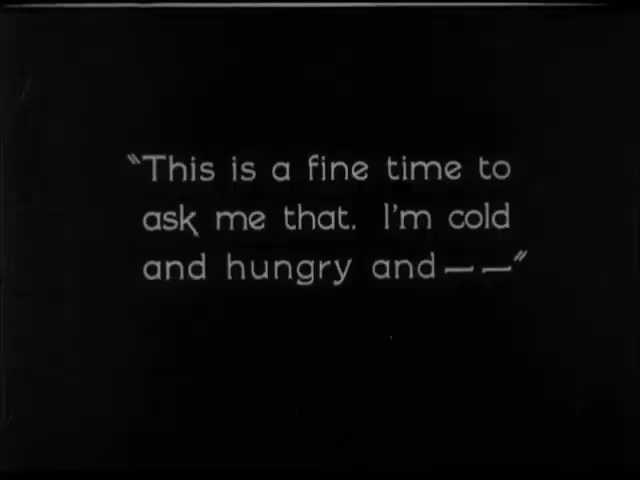 "This is a fine time to
ask me that. I'm cold
and hungry and — —"